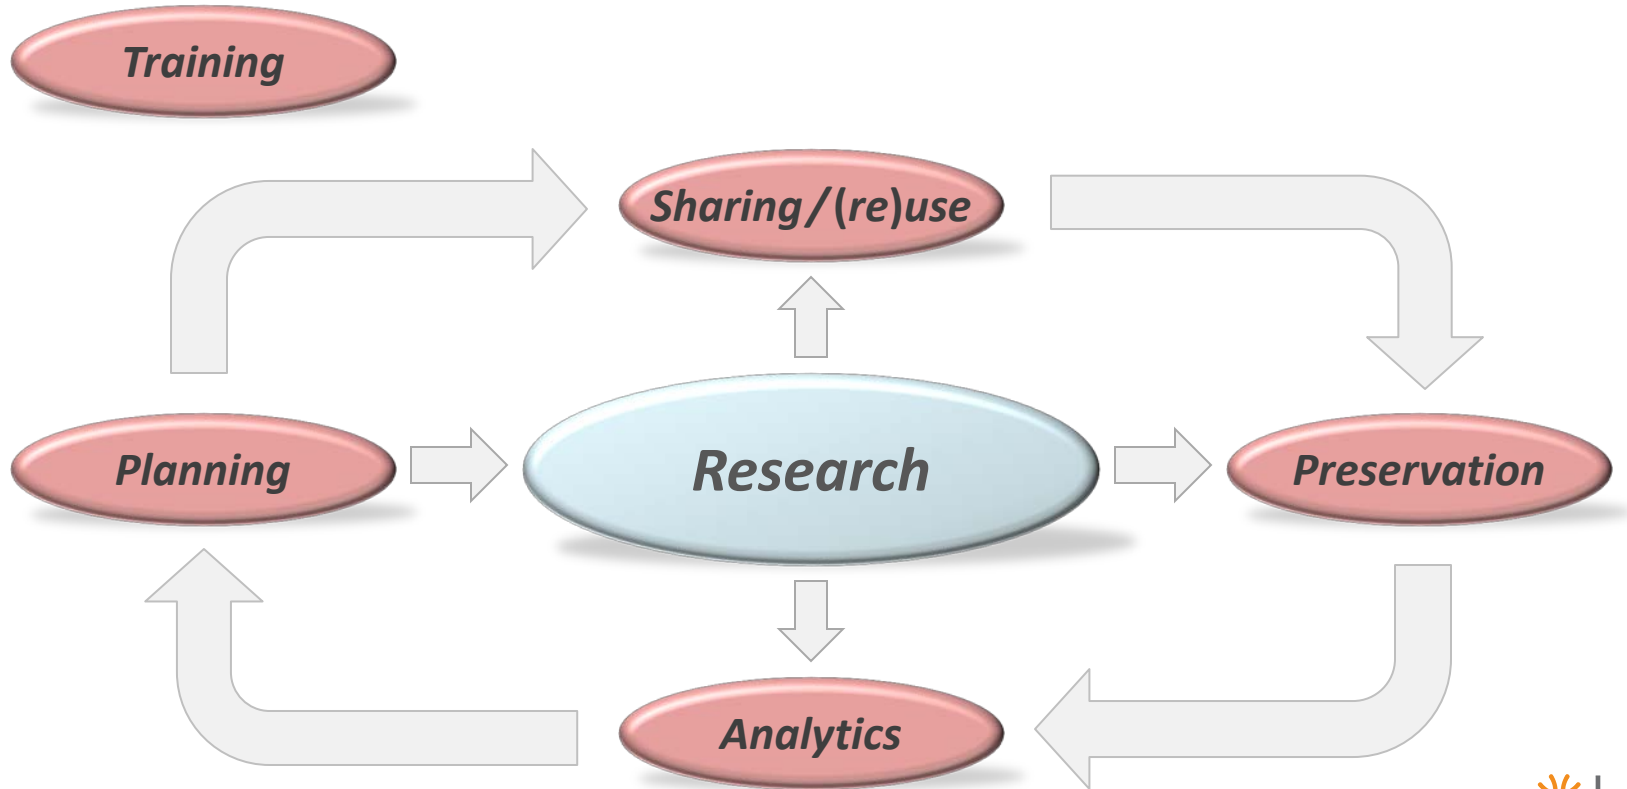 Training
Sharing/(re)use
Planning
Research
Preservation
Analytics